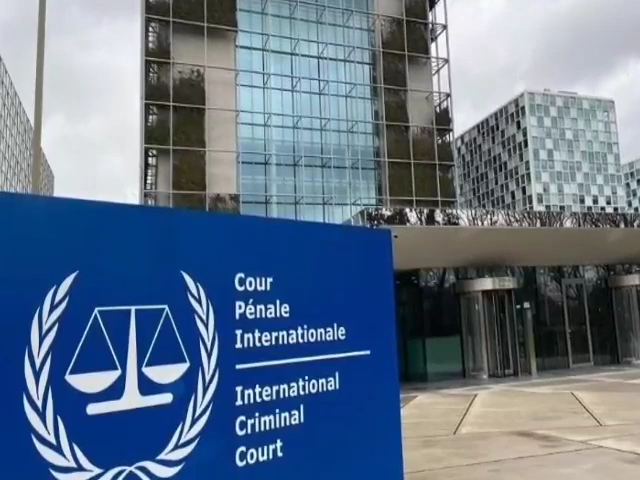 Cour
Pénale
Internationale
International
Criminal
Court